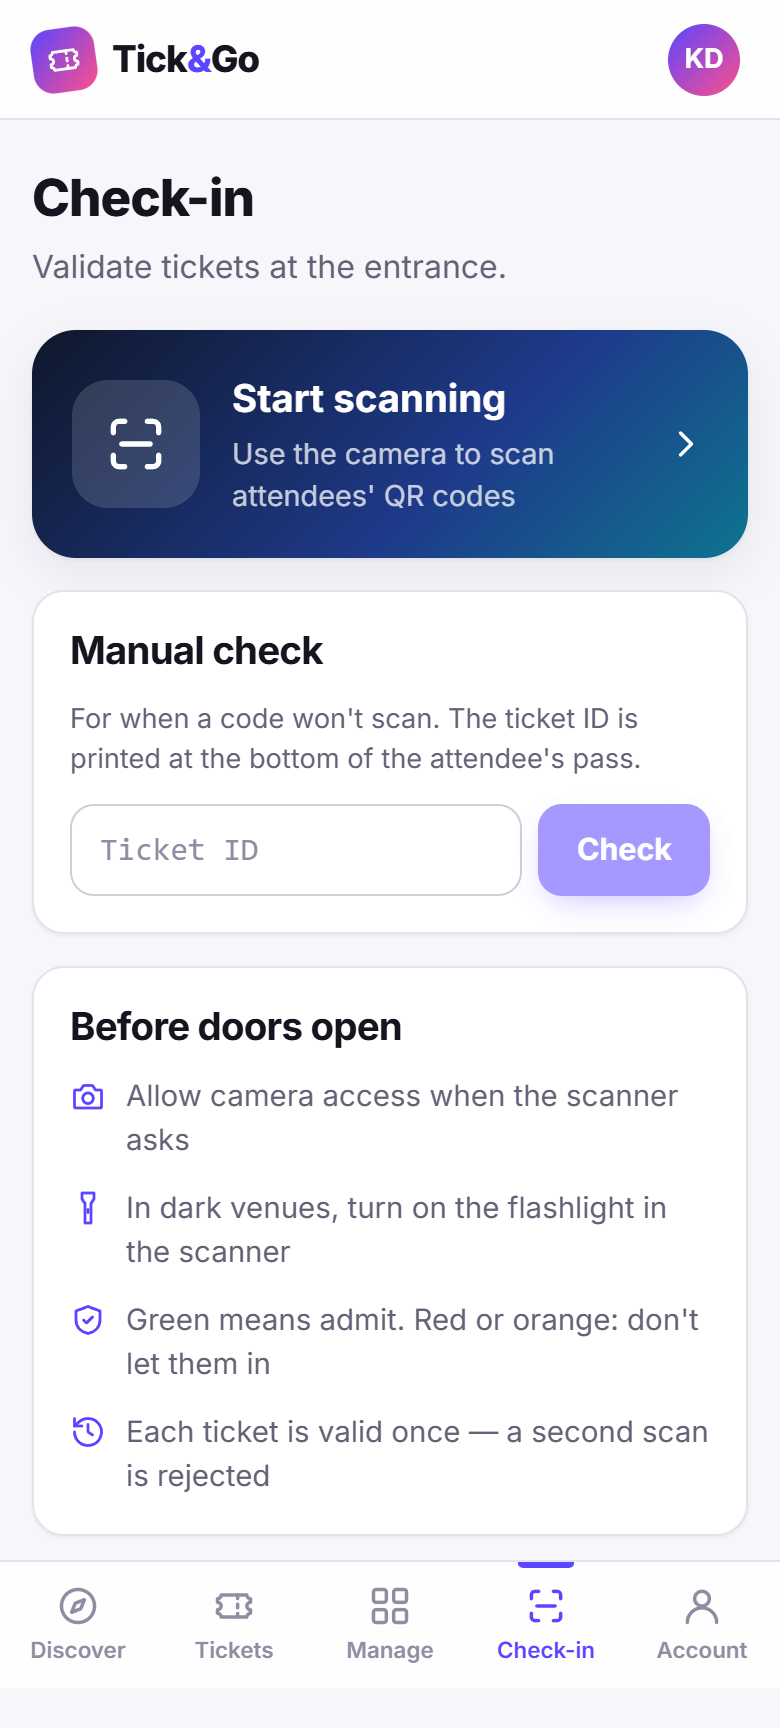 Tick&Go
KD
Check-in
Validate tickets at the entrance.
Start scanning
Use the camera to scan
attendees' QR codes
Manual check
For when a code won't scan. The ticket ID is
printed at the bottom of the attendee's pass.
Ticket ID
Check
Before doors open
Allow camera access when the scanner
asks
In dark venues, turn on the flashlight in
the scanner
Green means admit. Red or orange: don't
let them in
Each ticket is valid once — a second scan
is rejected
Discover
Tickets
Manage
Check-in
Account